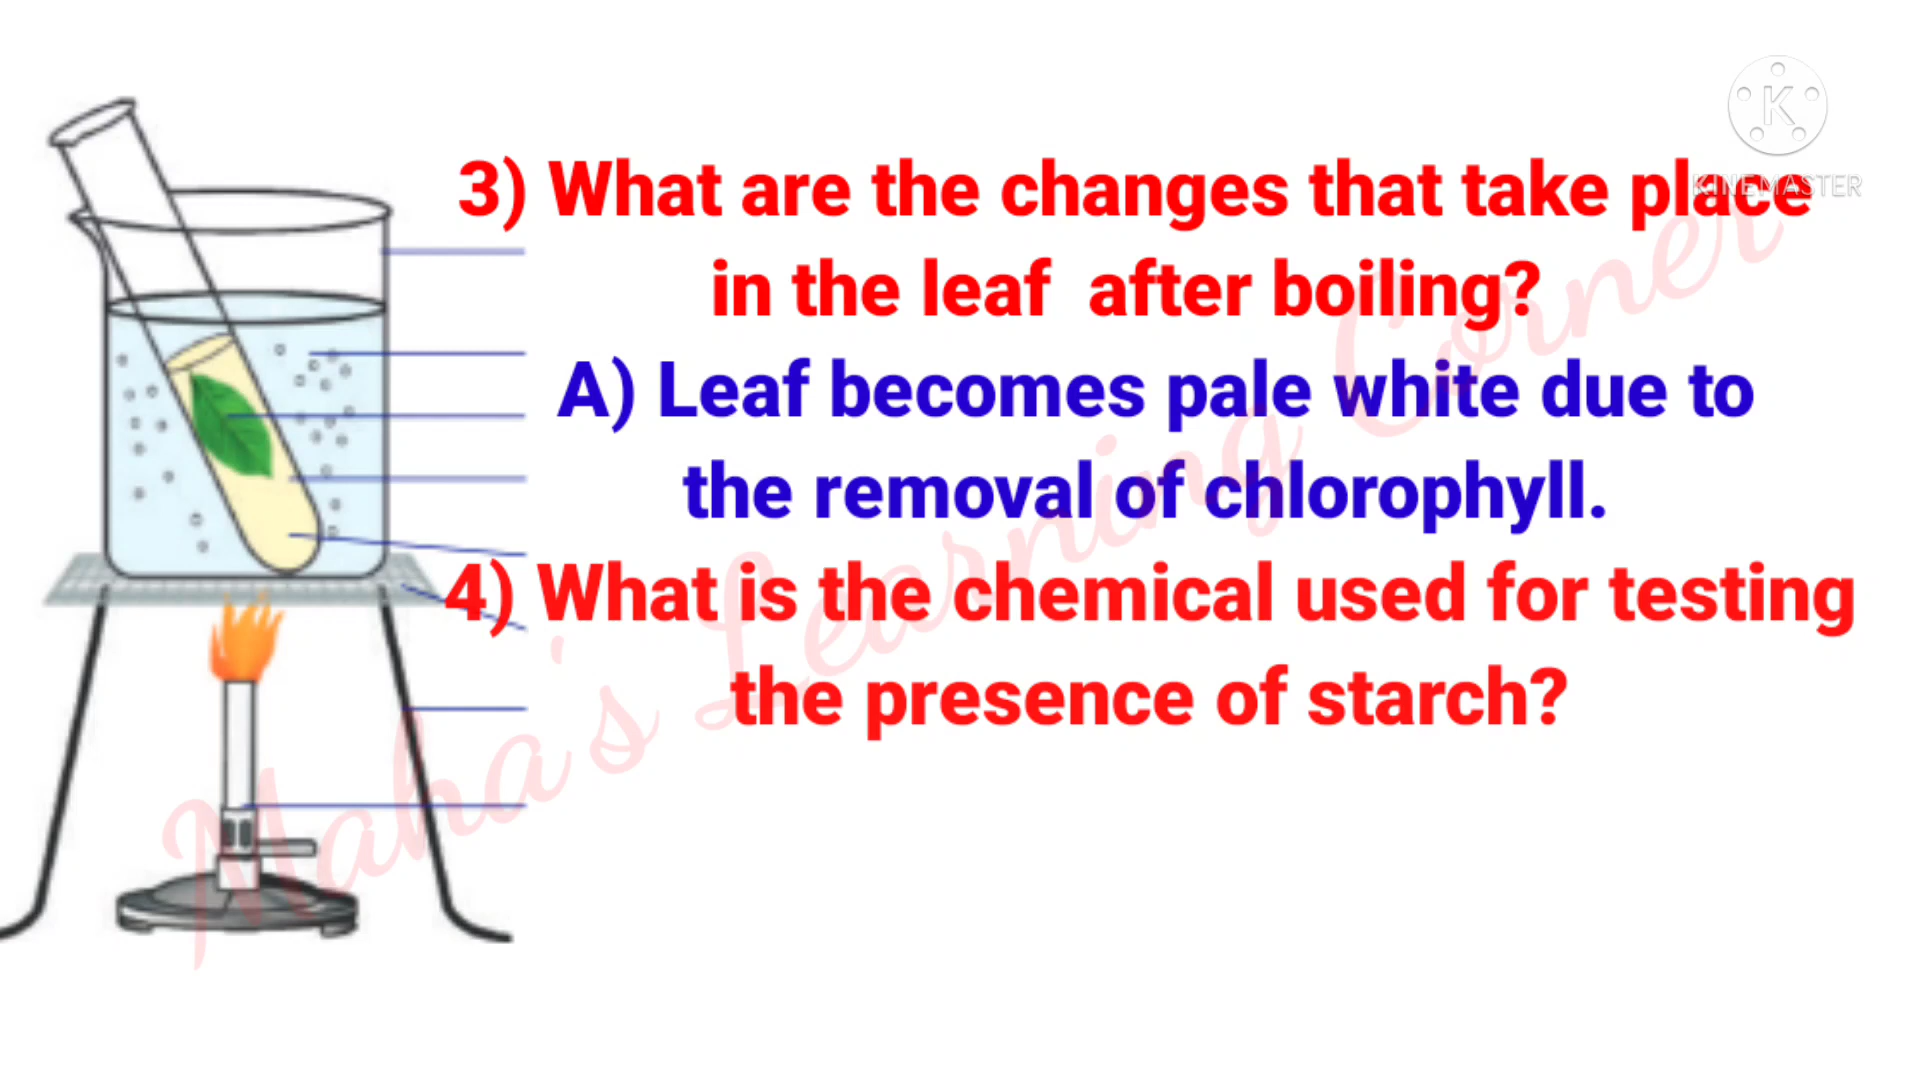 K
KINEMASTER
3) What are the changes that take place
in the leaf after boiling?
A) Leaf becomes pale white due to
the removal of chlorophyll.
4) What is the chemical used for testing
the presence of starch?
Maha's Learning Corner